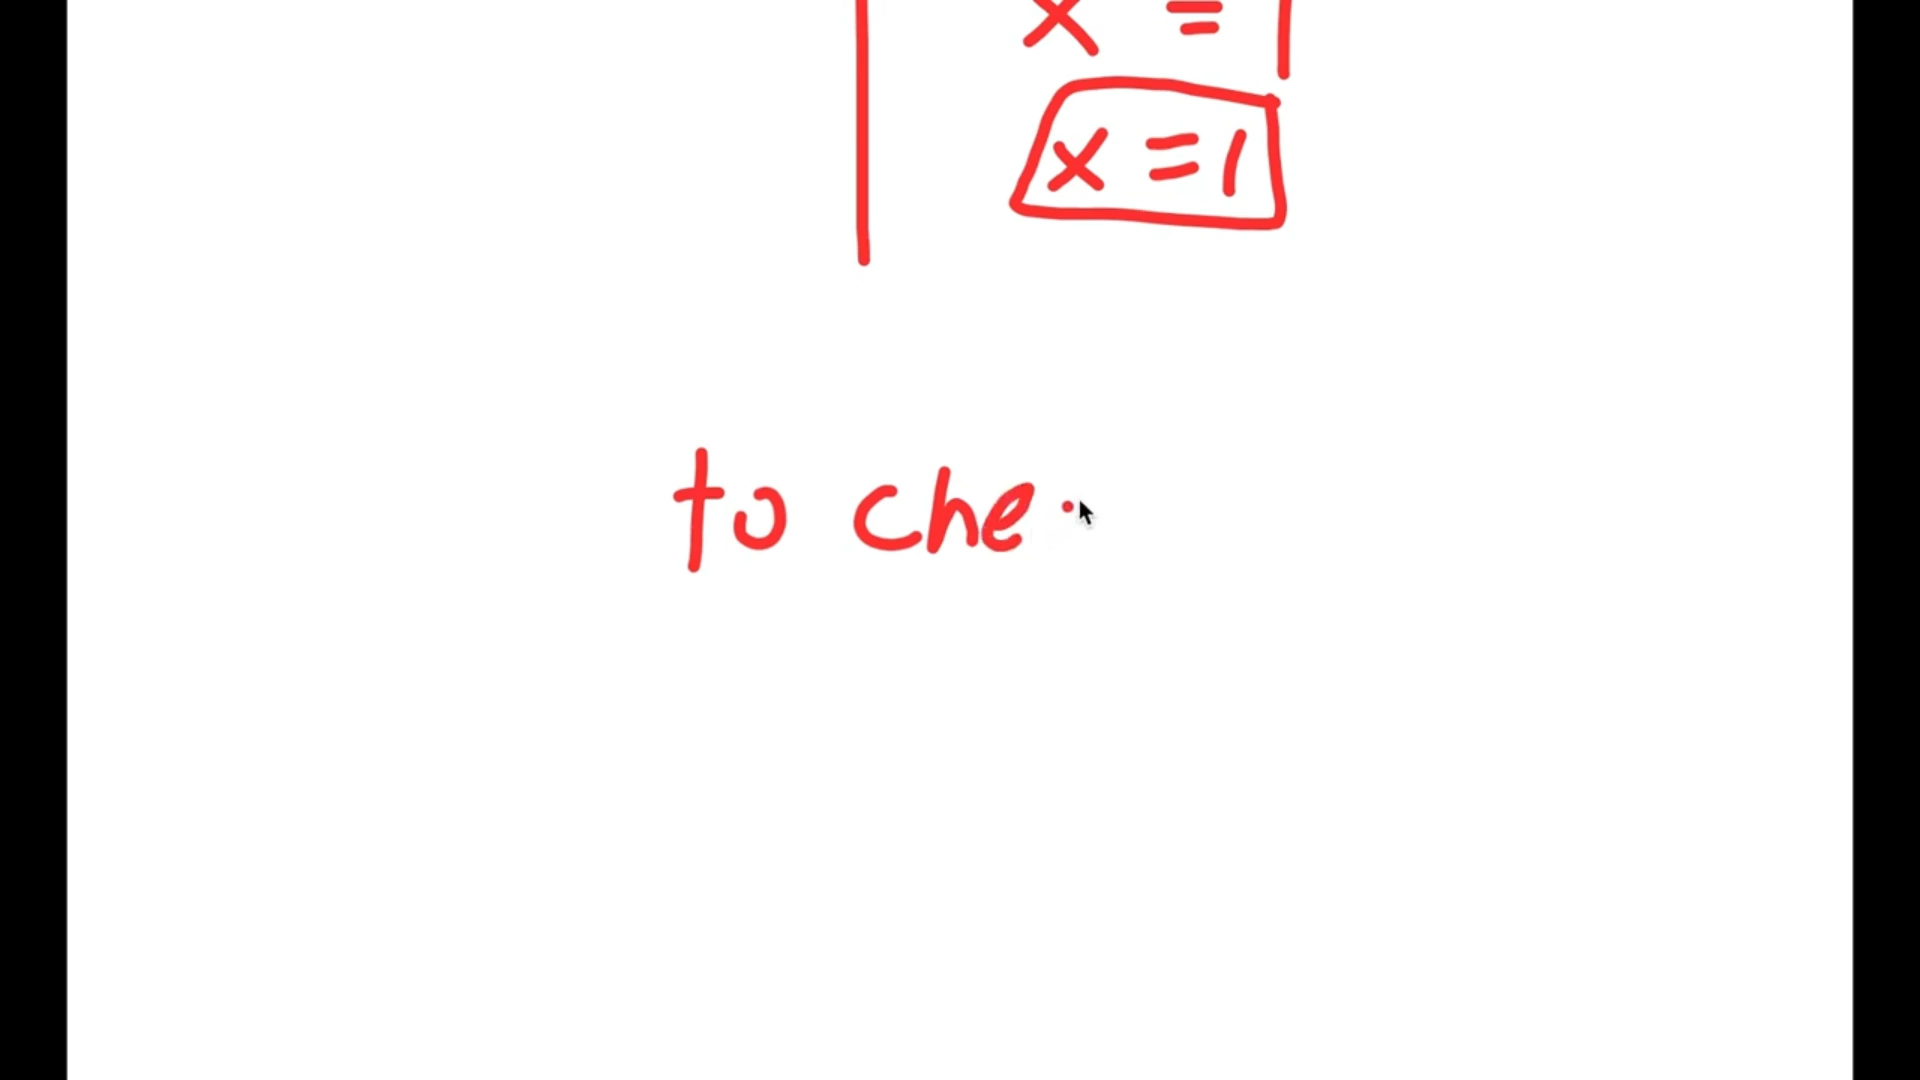 x = 1
x = 1
to che